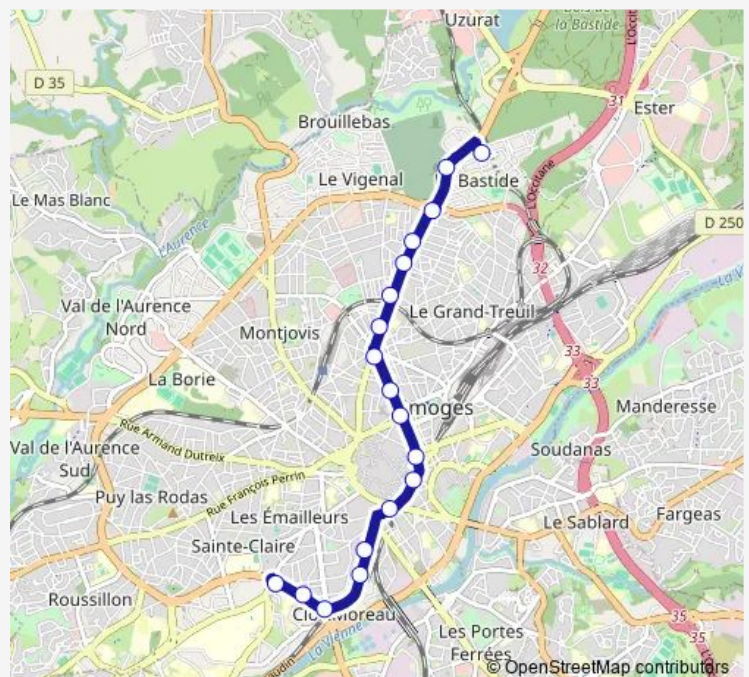 Uzurat
de la Bastide
D 35
31
Ester
Brouillebas
l'Occitane
Le Vigenal
Bastide
Le Mas Blanc
l'Aurence
D 250
32
Val de l'Aurence
Nord
Le Grand-Treuil
Montjovis
33
33
La Borie
moges
Manderesse
Rue Armand Dutreix
Val de l'Aurence
Sud
Soudanas
Rue François Perrin
Puy las Rodas
Les Émailleurs
Le Sablard
Fargeas
Sainte-Claire
Roussillon
35
35
La Vienne
Les Portes
Ferrées
© OpenStreetMap contributors